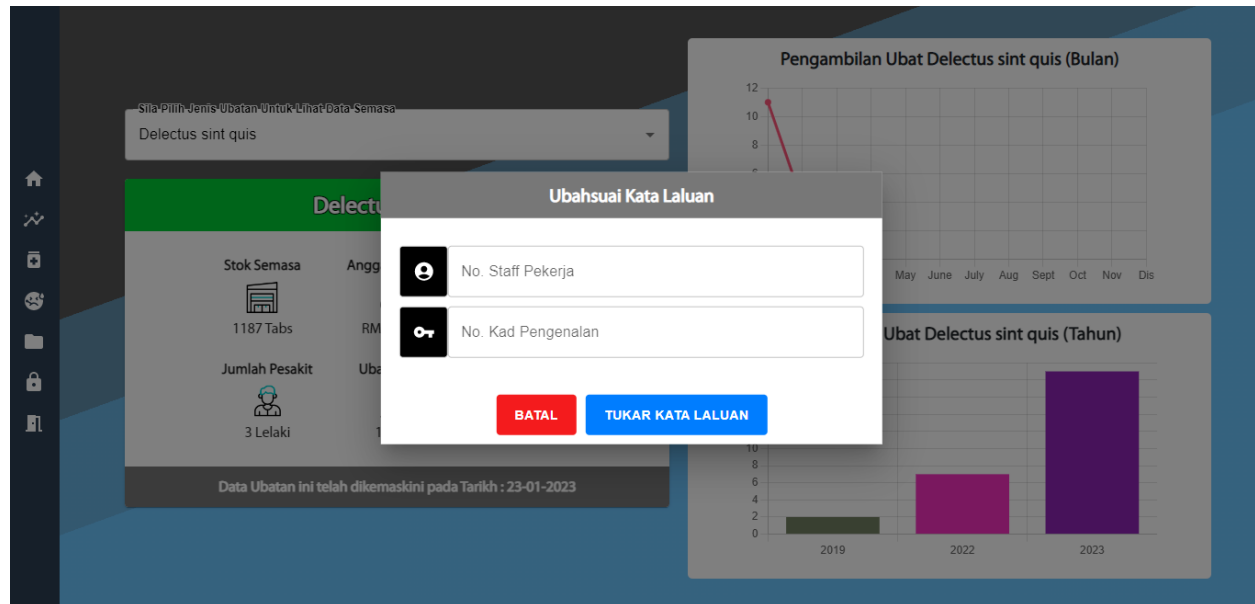 Sila Pilih Jenis Ubatan Untuk Lihat Data Semasa
Delectus sint quis
Stok Semasa
1187 Tabs
RM
Jumlah Pesakit
3 Lelaki
Data Ubatan ini telah dikemaskini pada Tarikh : 23-01-2023
Ubahsuai Kata Laluan
No. Staff Pekerja
No. Kad Pengenalan
BATAL
TUKAR KATA LALUAN
Pengambilan Ubat Delectus sint quis (Bulan)
12
10
8
May June July Aug Sept Oct Nov Dis
Ubat Delectus sint quis (Tahun)
10
8
6
4
2
0
2019 2022 2023